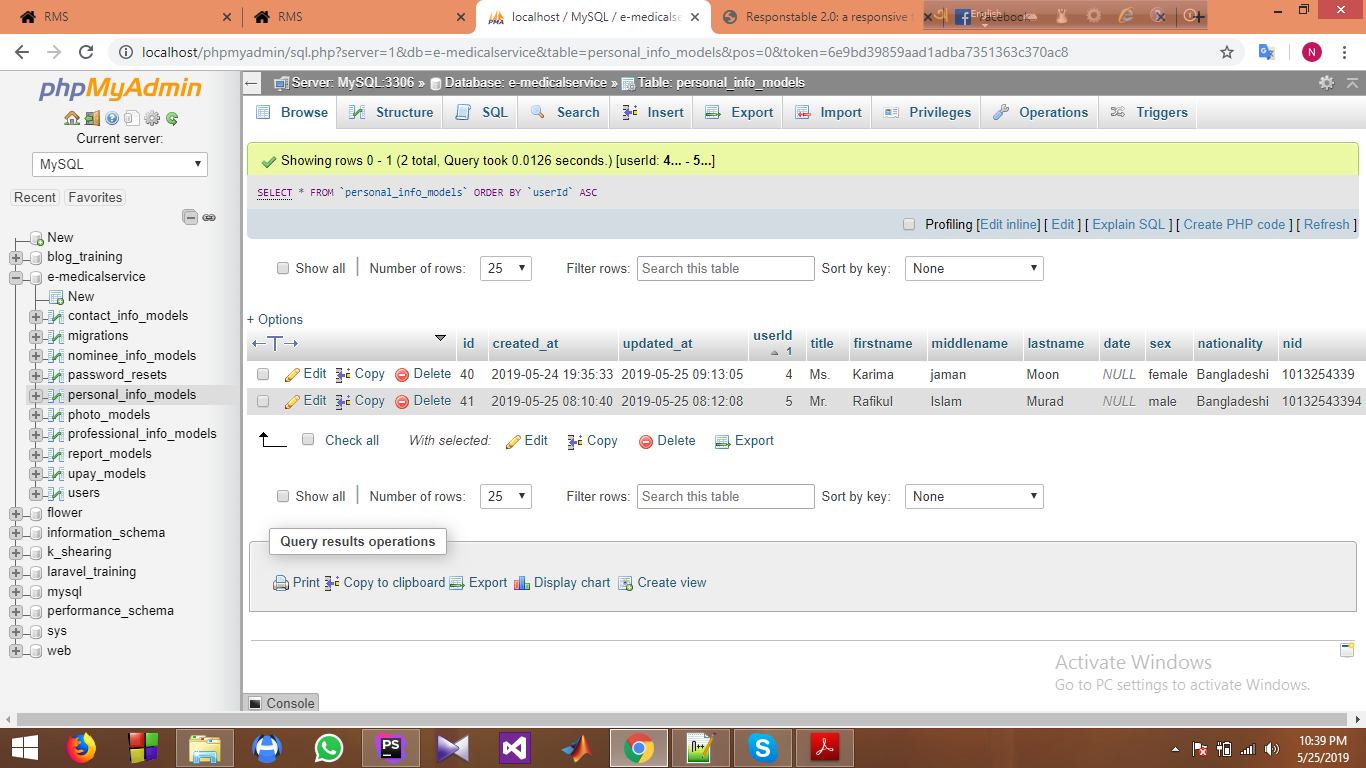 RMS
RMS
localhost / MySQL / e-medicalse
Responstable 2.0: a responsive
Facebook
English
localhost/phpmyadmin/sql.php?server=1&db=e-medicalservice&table=personal_info_models&pos=0&token=6e9bd39859aad1adba7351363c370ac8
N
phpMyAdmin
Current server:
MySQL
Recent Favorites
New
blog_training
e-medicalservice
New
contact_info_models
migrations
nominee_info_models
password_resets
personal_info_models
photo_models
professional_info_models
report_models
upay_models
users
flower
information_schema
k_shearing
laravel_training
mysql
performance_schema
sys
web
Server: MySQL:3306 » Database: e-medicalservice » Table: personal_info_models
Browse Structure SQL Search Insert Export Import Privileges Operations Triggers
Showing rows 0 - 1 (2 total, Query took 0.0126 seconds.) [userId: 4... - 5...]
SELECT * FROM `personal_info_models` ORDER BY `userId` ASC
Profiling [Edit inline] [ Edit ] [ Explain SQL ] [ Create PHP code ] [ Refresh ]
Show all Number of rows: 25 Filter rows: Search this table Sort by key: None
+ Options
←T→ id created_at updated_at userId 1 title firstname middlename lastname date sex nationality nid
Edit Copy Delete 40 2019-05-24 19:35:33 2019-05-25 09:13:05 4 Ms. Karima jaman Moon NULL female Bangladeshi 1013254339
Edit Copy Delete 41 2019-05-25 08:10:40 2019-05-25 08:12:08 5 Mr. Rafikul Islam Murad NULL male Bangladeshi 10132543394
Check all With selected: Edit Copy Delete Export
Show all Number of rows: 25 Filter rows: Search this table Sort by key: None
Query results operations
Print Copy to clipboard Export Display chart Create view
Activate Windows
Go to PC settings to activate Windows.
Console
PS
10:39 PM
5/25/2019